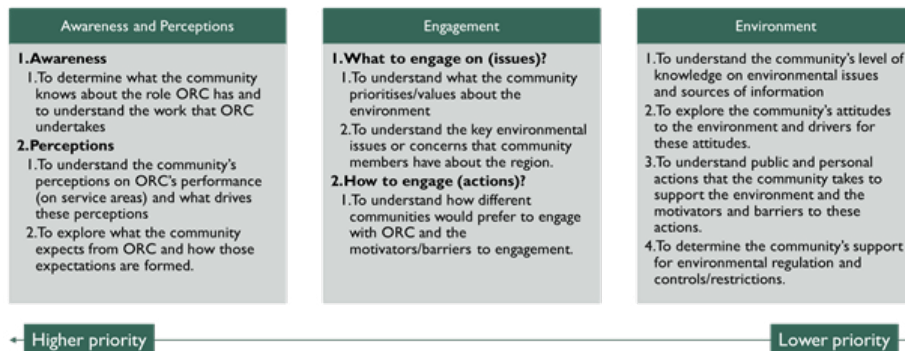 Awareness and Perceptions
1.Awareness
1.To determine what the community
knows about the role ORC has and
to understand the work that ORC
undertakes
2.Perceptions
1.To understand the community's
perceptions on ORC's performance
(on service areas) and what drives
these perceptions
2.To explore what the community
expects from ORC and how those
expectations are formed.
Engagement
1.What to engage on (issues)?
1.To understand what the community
prioritises/values about the
environment
2.To understand the key environmental
issues or concerns that community
members have about the region.
2.How to engage (actions)?
1.To understand how different
communities would prefer to engage
with ORC and the
motivators/barriers to engagement.
Environment
1.To understand the community's level of
knowledge on environmental issues
and sources of information
2.To explore the community's attitudes
to the environment and drivers for
these attitudes.
3.To understand public and personal
actions that the community takes to
support the environment and the
motivators and barriers to these
actions.
4.To determine the community's support
for environmental regulation and
controls/restrictions.
Higher priority
Lower priority